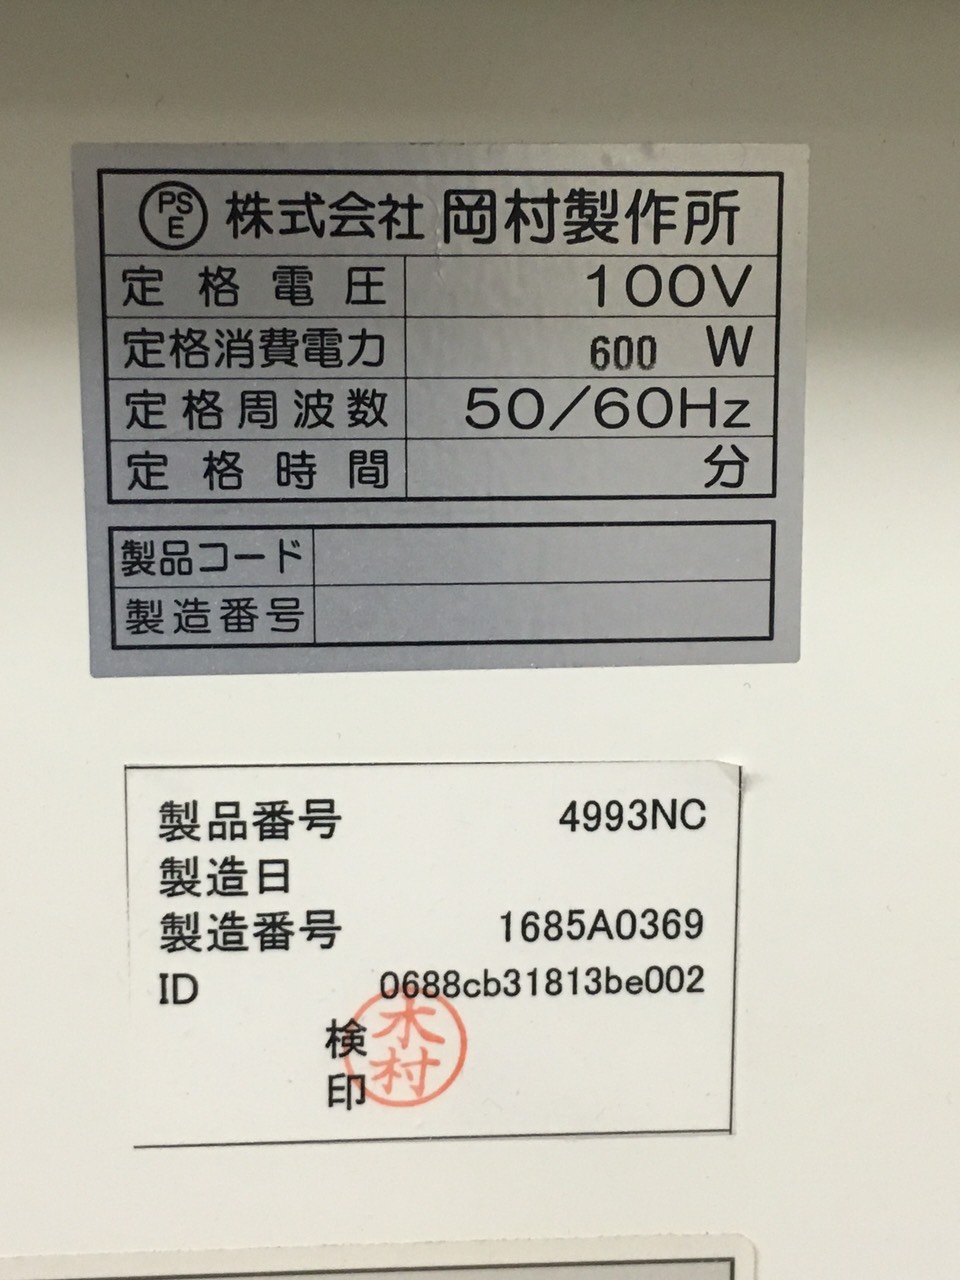 PS
E
株式会社 岡村製作所
定格電圧 100V
定格消費電力 600 W
定格周波数 50/60Hz
定格時間 分
製品コード
製造番号
製品番号 4993NC
製造日
製造番号 1685A0369
ID 0688cb31813be002
検印
木村